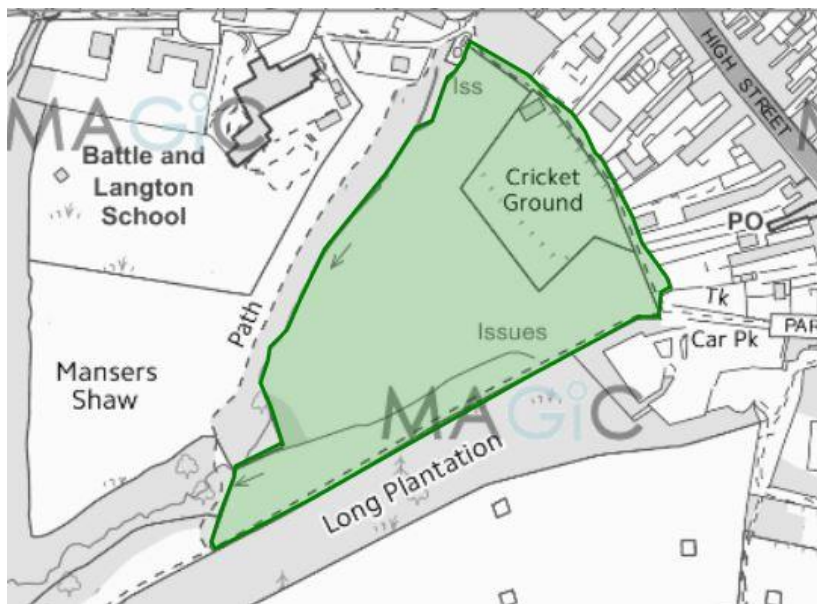 HIGH STREET
Iss
MAGiC
Battle and
Langton
School
Cricket
Ground
PO
Tk
PAR
Car Pk
Issues
Path
Mansers
Shaw
MAGiC
Long Plantation
M